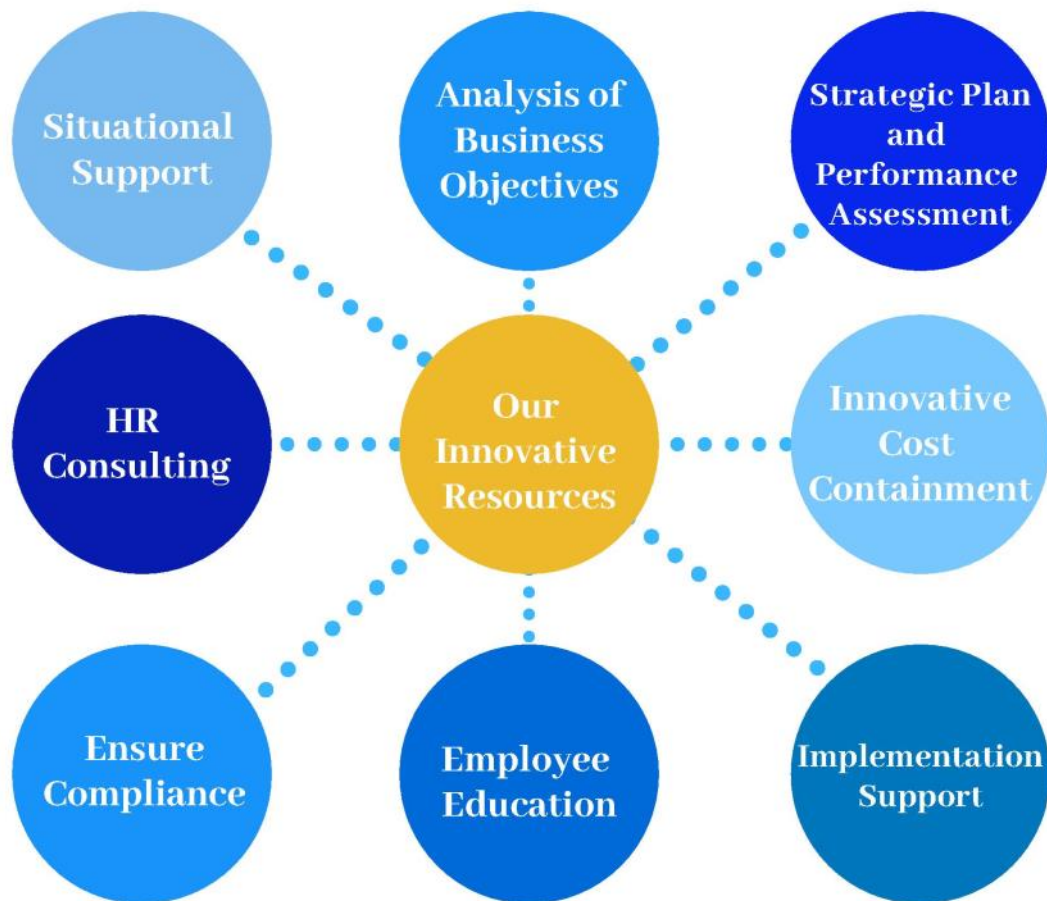 Situational
Support
Analysis of
Business
Objectives
Strategic Plan
and
Performance
Assessment
HR
Consulting
Our
Innovative
Resources
Innovative
Cost
Containment
Ensure
Compliance
Employee
Education
Implementation
Support